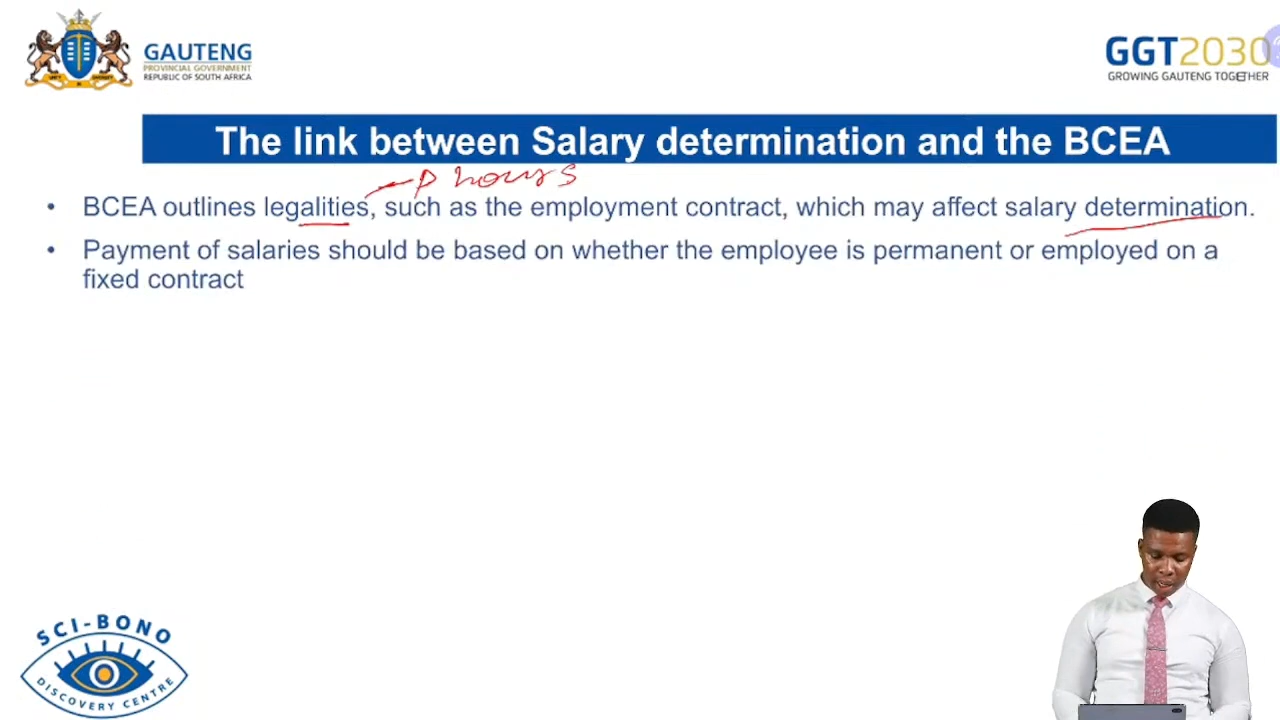 GAUTENG
PROVINCIAL GOVERNMENT
REPUBLIC OF SOUTH AFRICA
GGT2030
GROWING GAUTENG TOGETHER
The link between Salary determination and the BCEA
hours
• BCEA outlines legalities, such as the employment contract, which may affect salary determination.
• Payment of salaries should be based on whether the employee is permanent or employed on a
fixed contract
SCI-BONO
DISCOVERY CENTRE